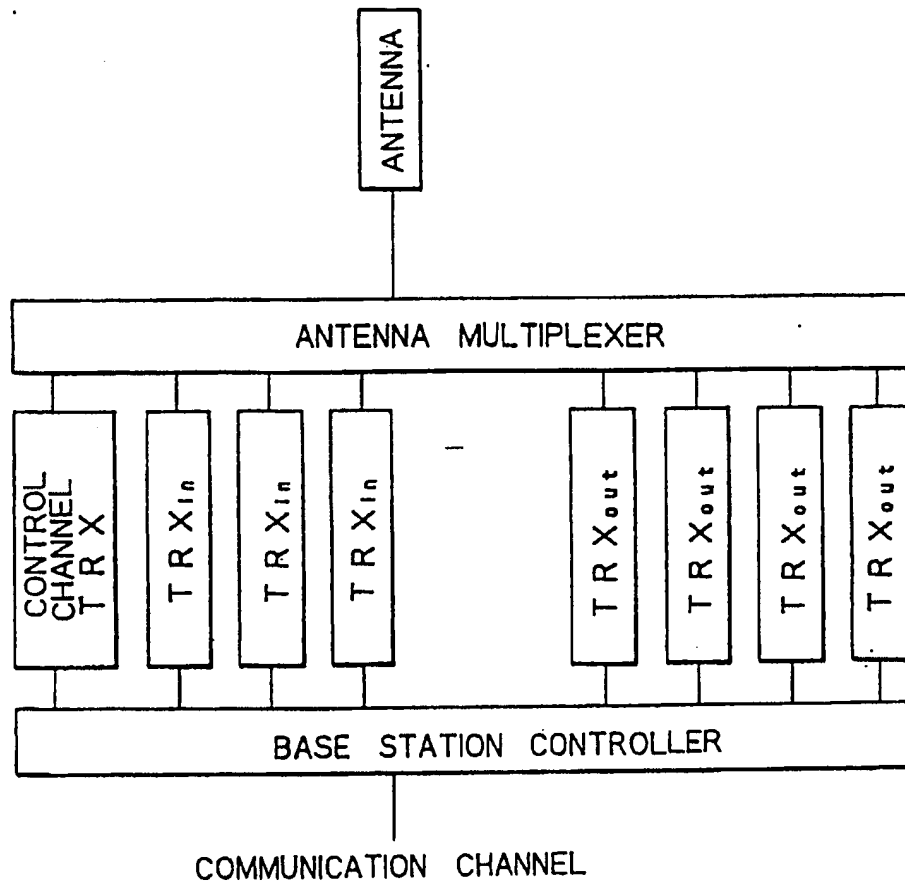 ANTENNA
ANTENNA MULTIPLEXER
CONTROL
CHANNEL
TRX
TRXin
TRXin
TRXin
TRXout
TRXout
TRXout
TRXout
BASE STATION CONTROLLER
COMMUNICATION CHANNEL